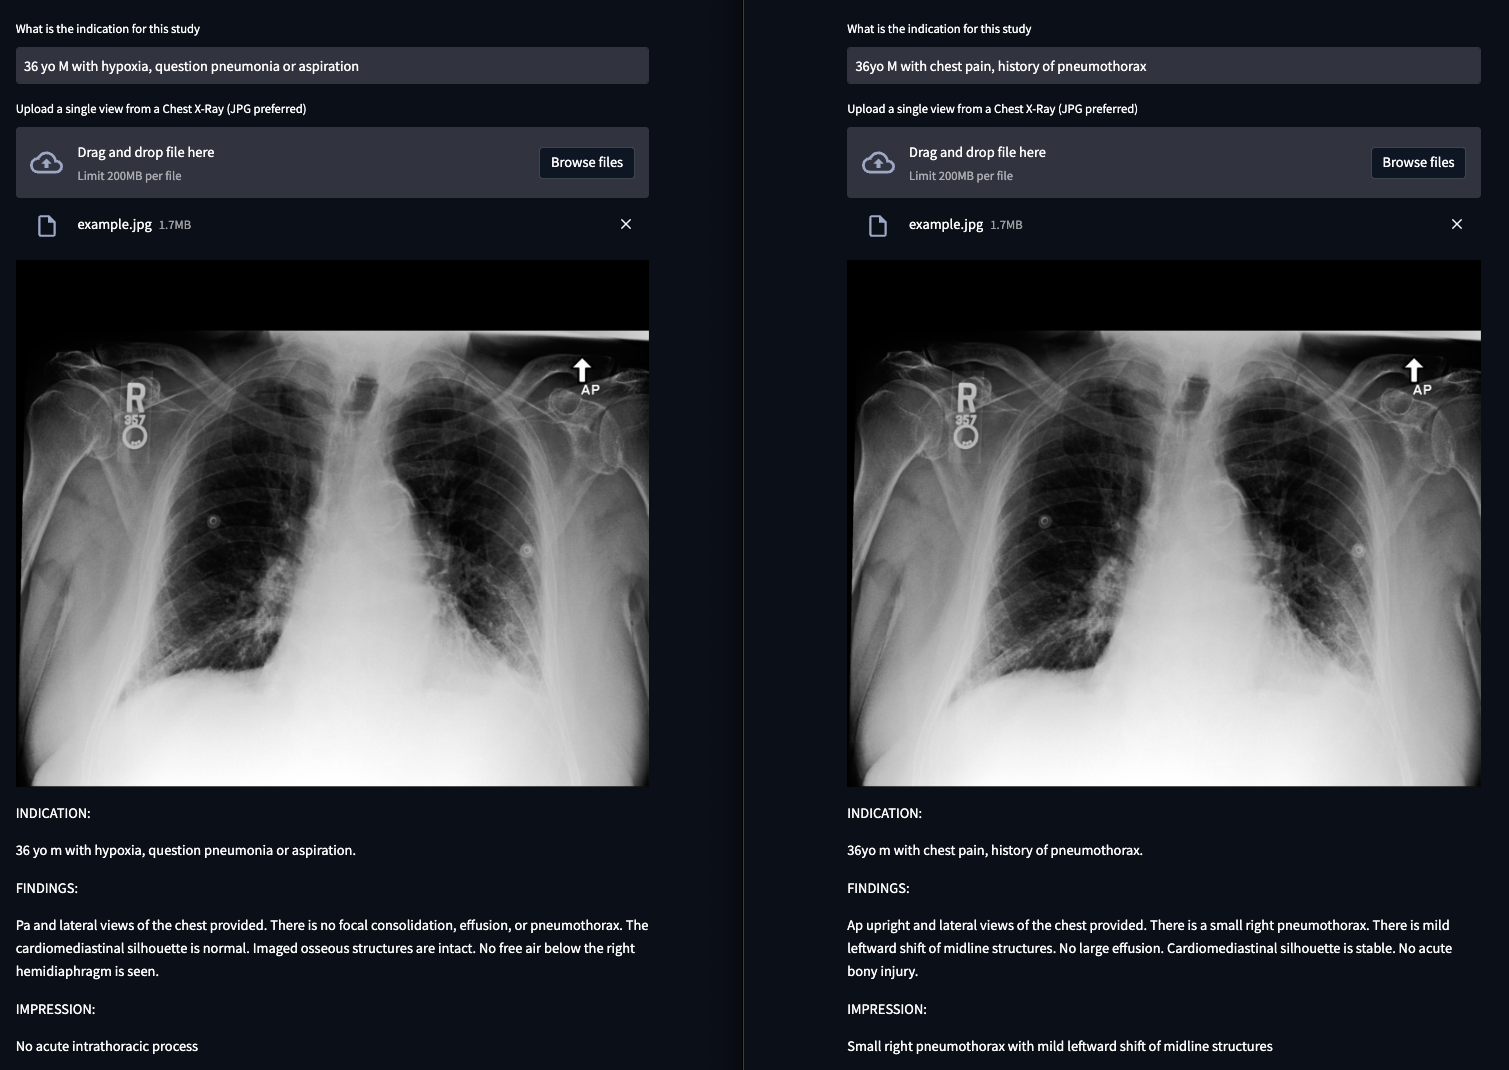 What is the indication for this study
36 yo M with hypoxia, question pneumonia or aspiration
Upload a single view from a Chest X-Ray (JPG preferred)
Drag and drop file here
Limit 200MB per file
Browse files
example.jpg 1.7MB
R
357
AP
INDICATION:
36 yo m with hypoxia, question pneumonia or aspiration.
FINDINGS:
Pa and lateral views of the chest provided. There is no focal consolidation, effusion, or pneumothorax. The
cardiomediastinal silhouette is normal. Imaged osseous structures are intact. No free air below the right
hemidiaphragm is seen.
IMPRESSION:
No acute intrathoracic process
What is the indication for this study
36yo M with chest pain, history of pneumothorax
Upload a single view from a Chest X-Ray (JPG preferred)
Drag and drop file here
Limit 200MB per file
Browse files
example.jpg 1.7MB
R
357
AP
INDICATION:
36yo m with chest pain, history of pneumothorax.
FINDINGS:
Ap upright and lateral views of the chest provided. There is a small right pneumothorax. There is mild
leftward shift of midline structures. No large effusion. Cardiomediastinal silhouette is stable. No acute
bony injury.
IMPRESSION:
Small right pneumothorax with mild leftward shift of midline structures